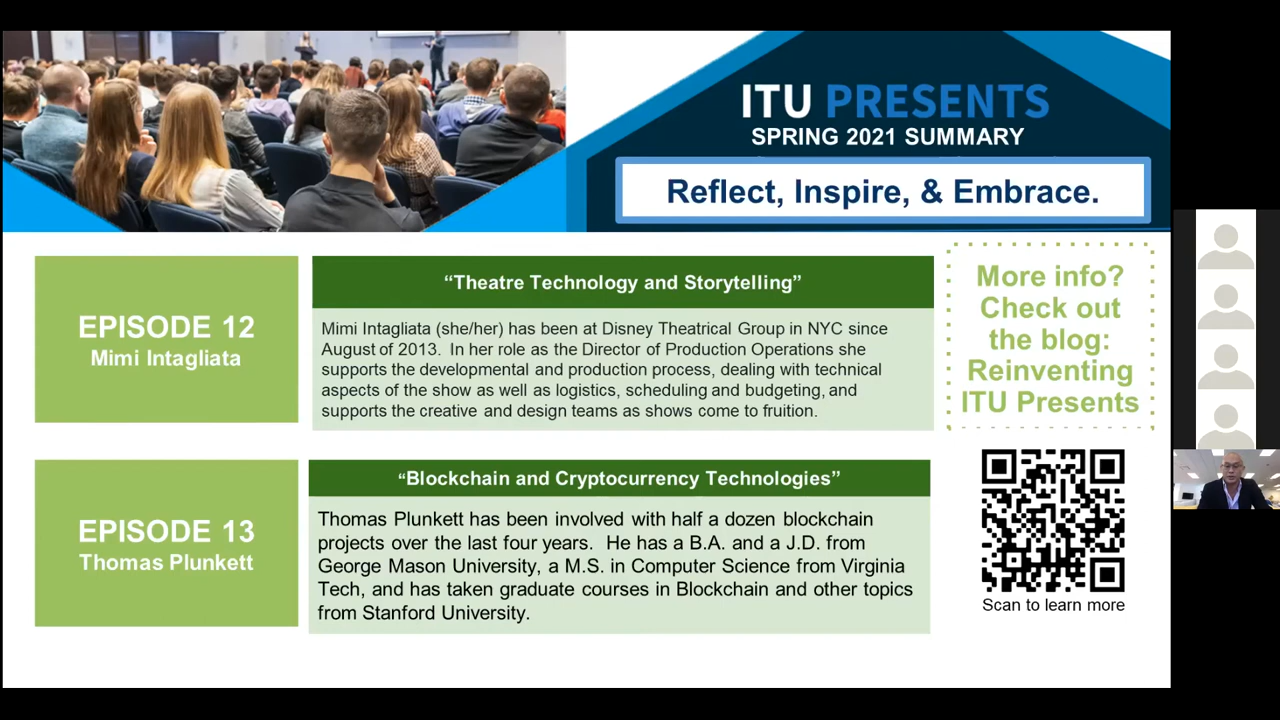 ITU PRESENTS
SPRING 2021 SUMMARY
Reflect, Inspire, & Embrace.
EPISODE 12
Mimi Intagliata
“Theatre Technology and Storytelling”
Mimi Intagliata (she/her) has been at Disney Theatrical Group in NYC since
August of 2013. In her role as the Director of Production Operations she
supports the developmental and production process, dealing with technical
aspects of the show as well as logistics, scheduling and budgeting, and
supports the creative and design teams as shows come to fruition.
More info?
Check out
the blog:
Reinventing
ITU Presents
EPISODE 13
Thomas Plunkett
“Blockchain and Cryptocurrency Technologies”
Thomas Plunkett has been involved with half a dozen blockchain
projects over the last four years. He has a B.A. and a J.D. from
George Mason University, a M.S. in Computer Science from Virginia
Tech, and has taken graduate courses in Blockchain and other topics
from Stanford University.
Scan to learn more